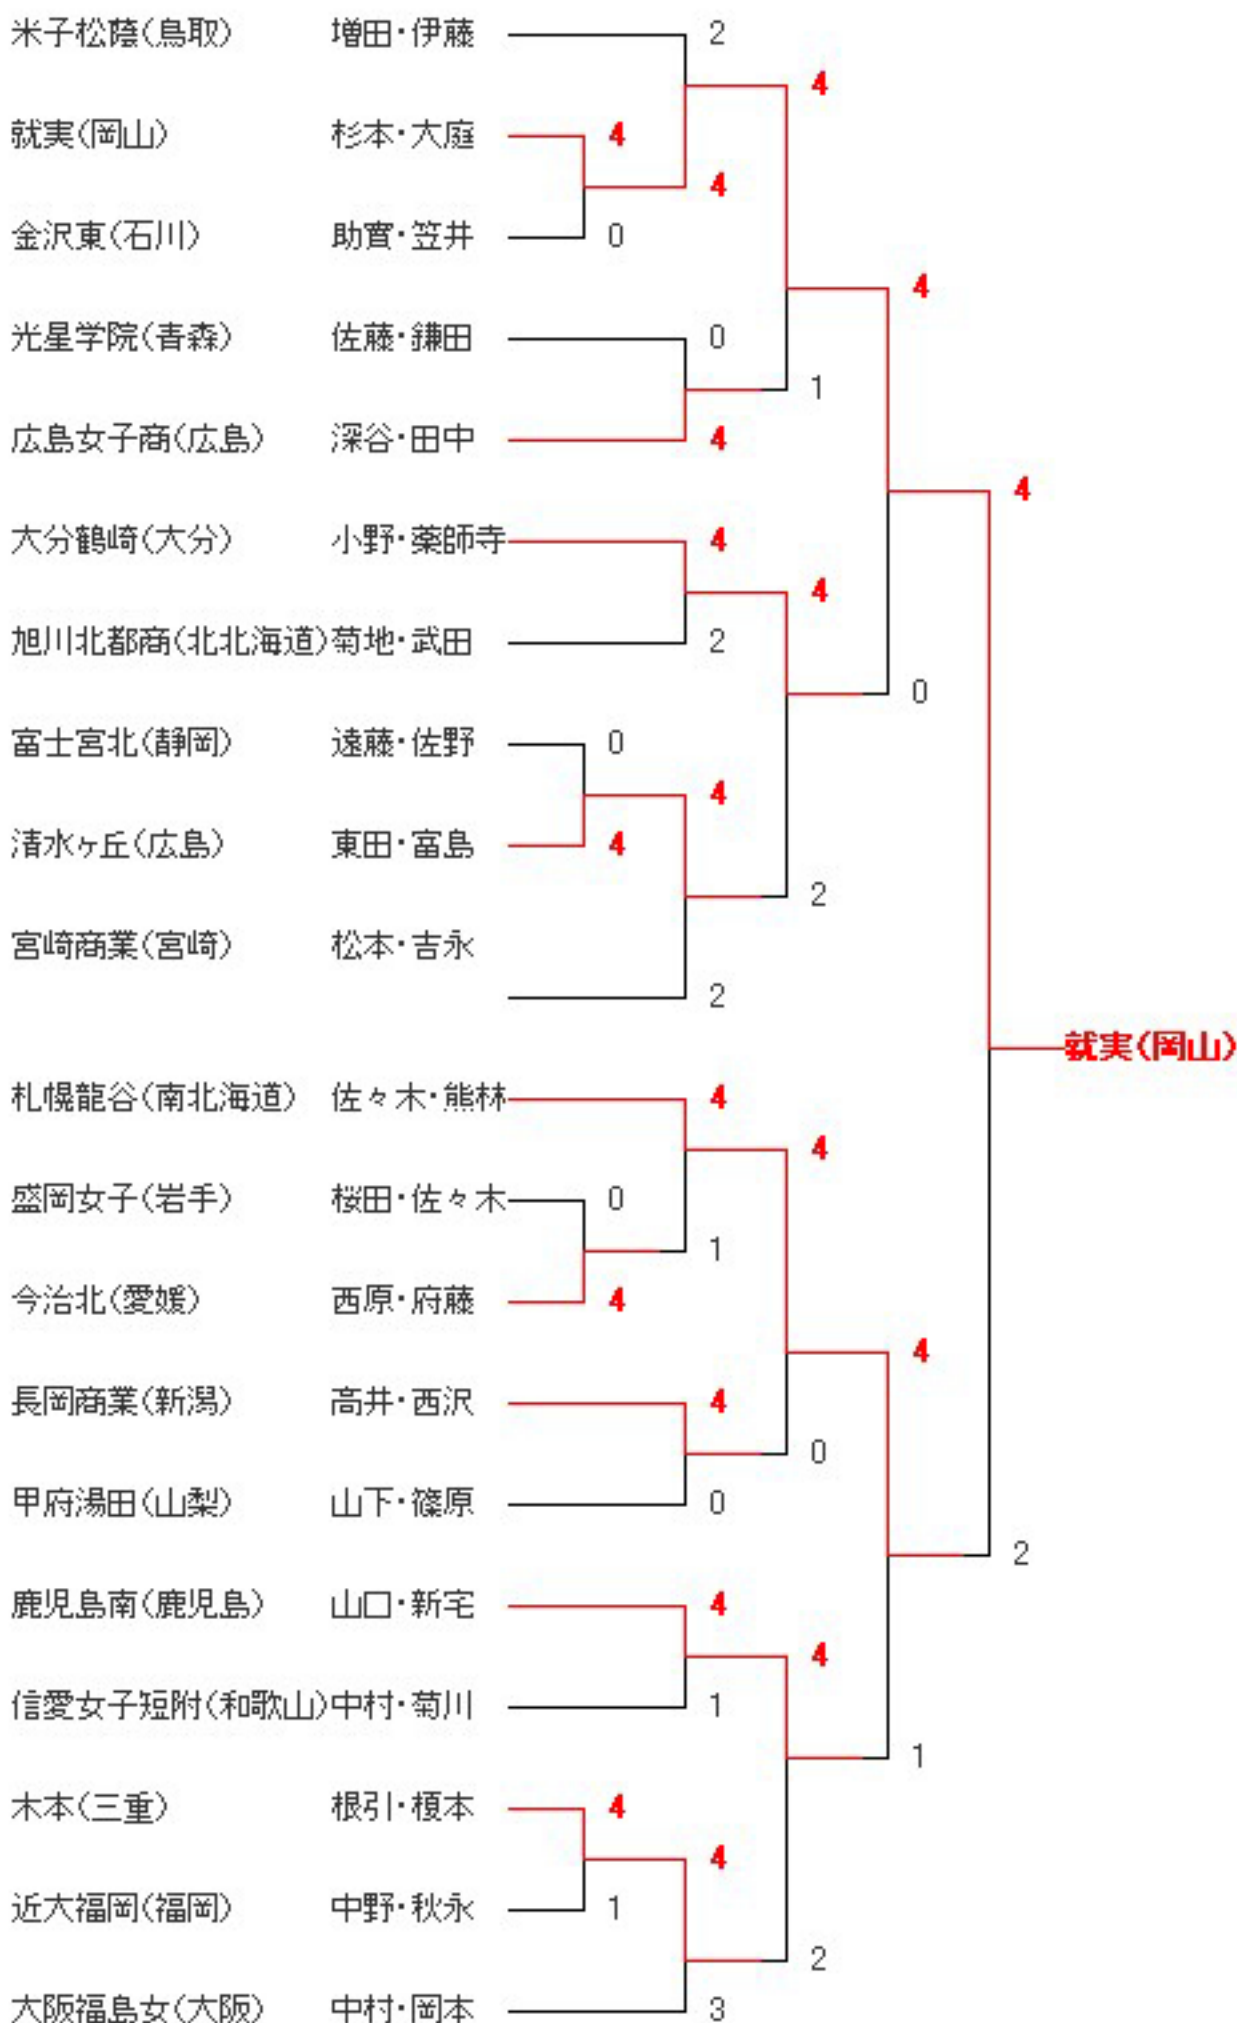 米子松蔭(鳥取) 増田・伊藤 2
4
就実(岡山) 杉本・大庭 4
4
金沢東(石川) 助實・笠井 0
4
光星学院(青森) 佐藤・鎌田 0
1
広島女子商(広島) 深谷・田中 4
4
大分鶴崎(大分) 小野・薬師寺 4
4
旭川北都商(北北海道) 菊地・武田 2
0
富士宮北(静岡) 遠藤・佐野 0
4
清水ヶ丘(広島) 東田・富島 4
2
宮崎商業(宮崎) 松本・吉永
2
就実(岡山)
札幌龍谷(南北海道) 佐々木・熊林 4
4
盛岡女子(岩手) 桜田・佐々木 0
1
今治北(愛媛) 西原・府藤 4
4
長岡商業(新潟) 高井・西沢 4
0
甲府湯田(山梨) 山下・篠原 0
2
鹿児島南(鹿児島) 山口・新宅 4
4
信愛女子短附(和歌山) 中村・菊川 1
1
木本(三重) 根引・榎本 4
4
近大福岡(福岡) 中野・秋永 1
2
大阪福島女(大阪) 中村・岡本 3